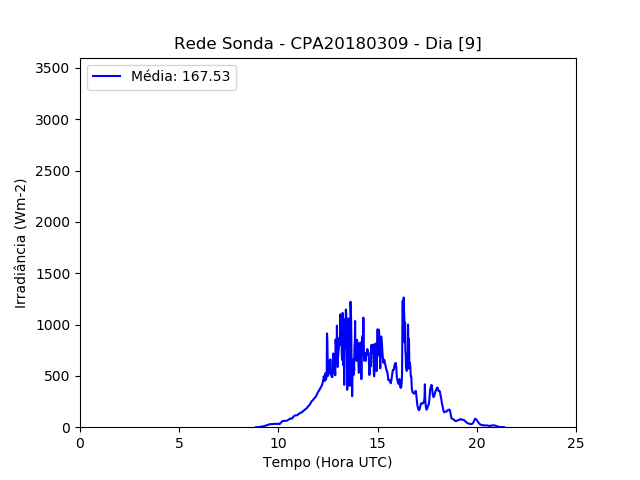 Rede Sonda - CPA20180309 - Dia [9]
Média: 167.53
3500
3000
2500
2000
1500
1000
500
0
Irradiância (Wm-2)
0 5 10 15 20 25
Tempo (Hora UTC)